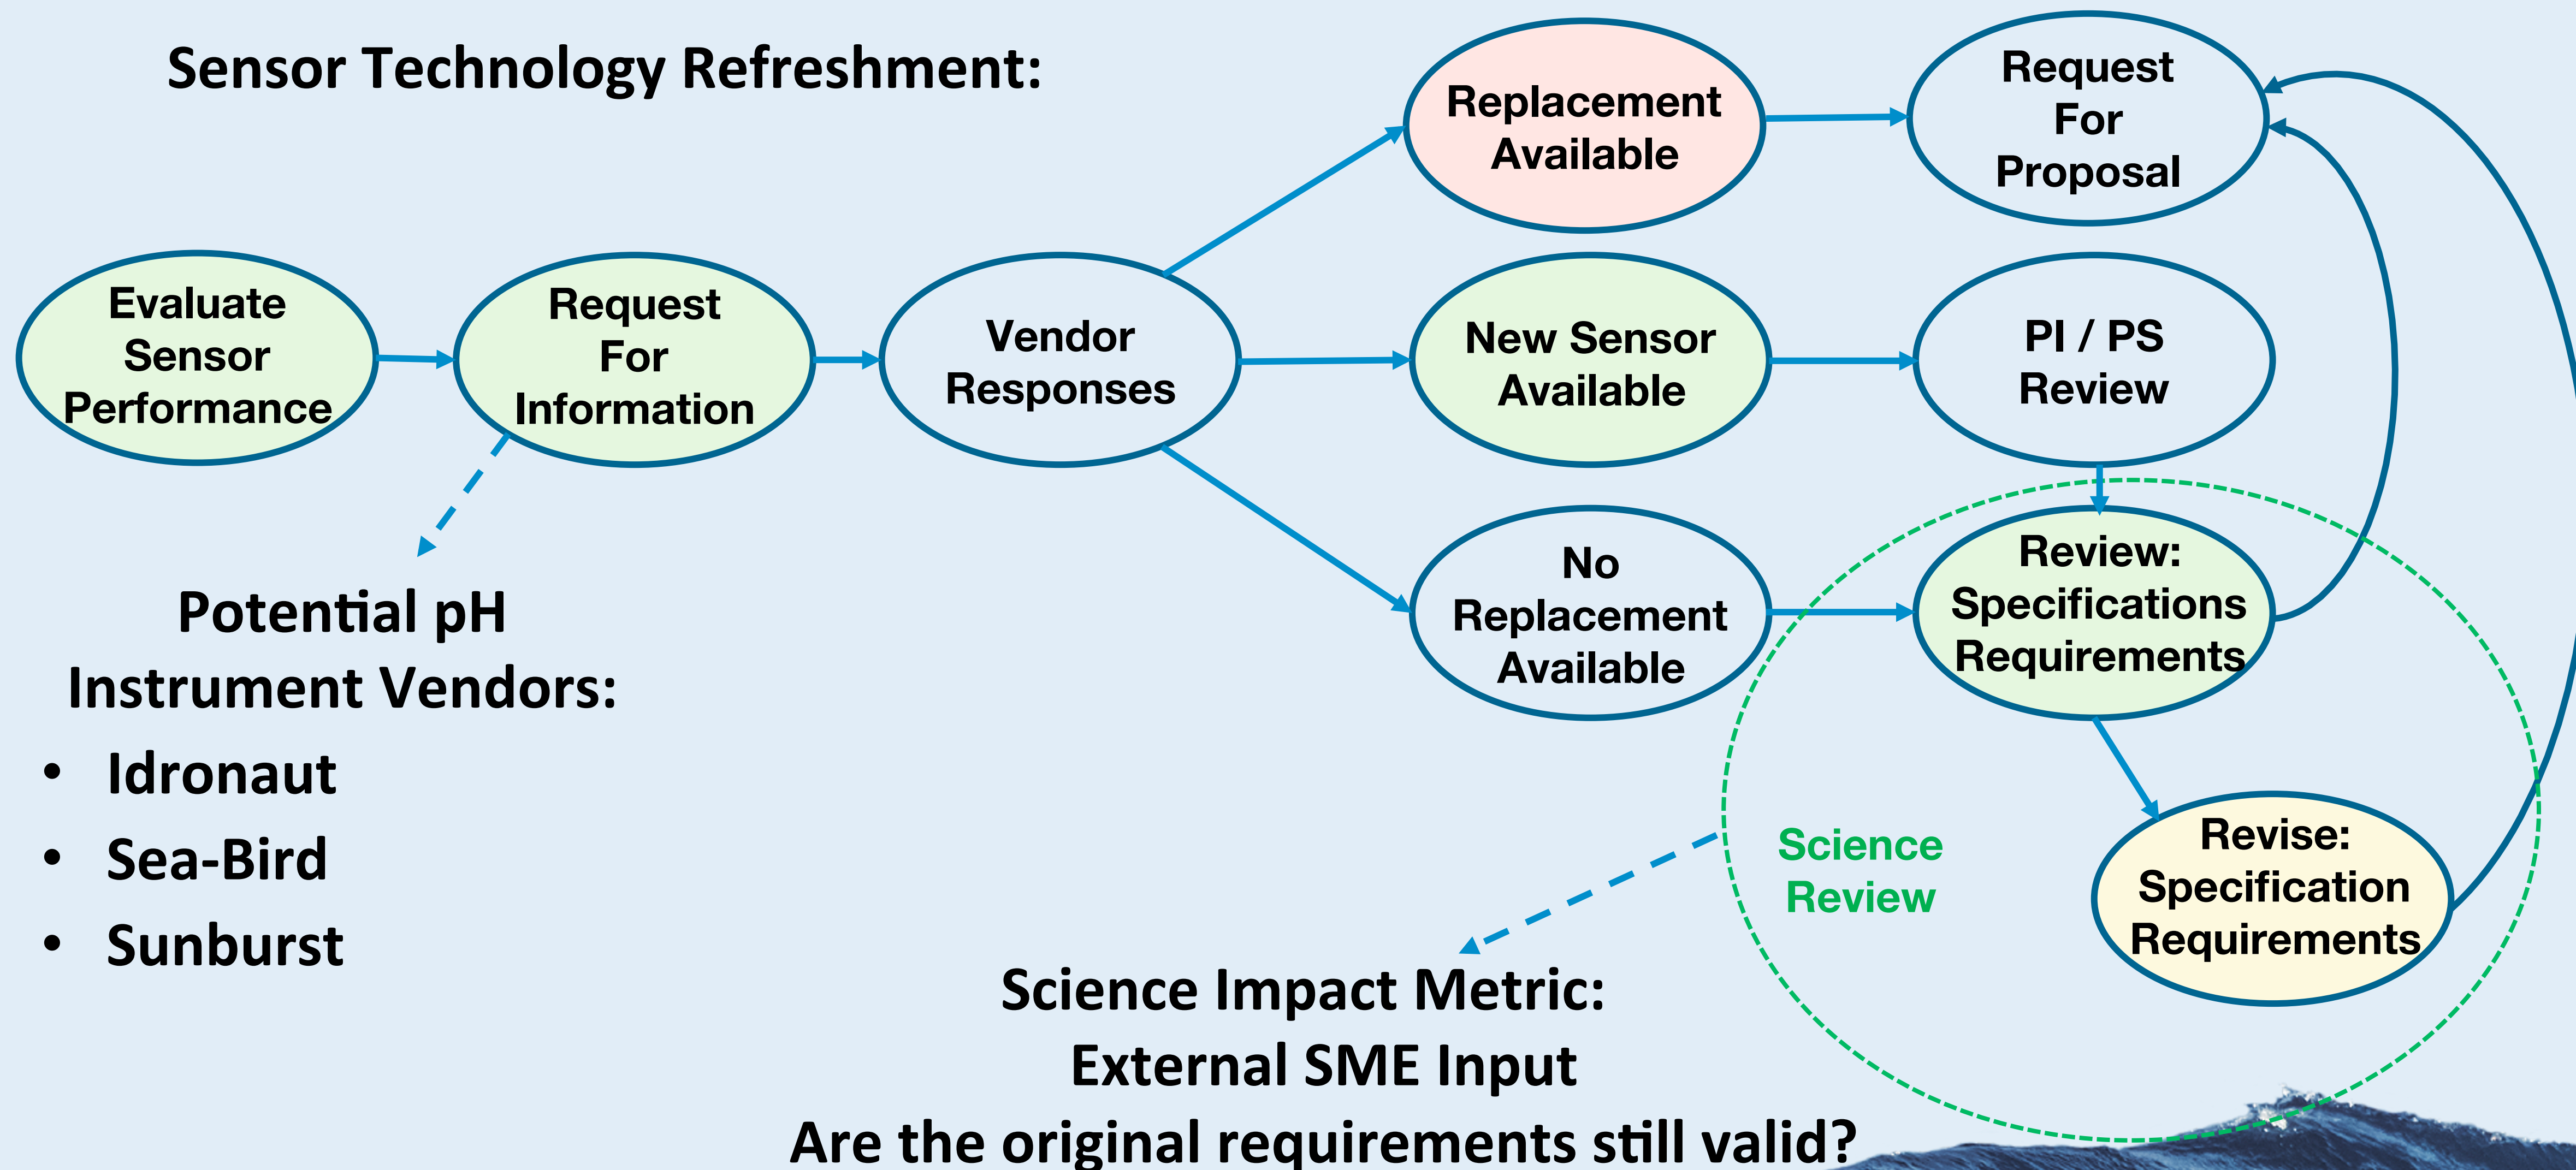 Sensor Technology Refreshment:
Evaluate
Sensor
Performance
Request
For
Information
Vendor
Responses
Replacement
Available
Request
For
Proposal
New Sensor
Available
PI / PS
Review
No
Replacement
Available
Review:
Specifications
Requirements
Revise:
Specification
Requirements
Science
Review
Potential pH
Instrument Vendors:
• Idronaut
• Sea-Bird
• Sunburst
Science Impact Metric:
External SME Input
Are the original requirements still valid?